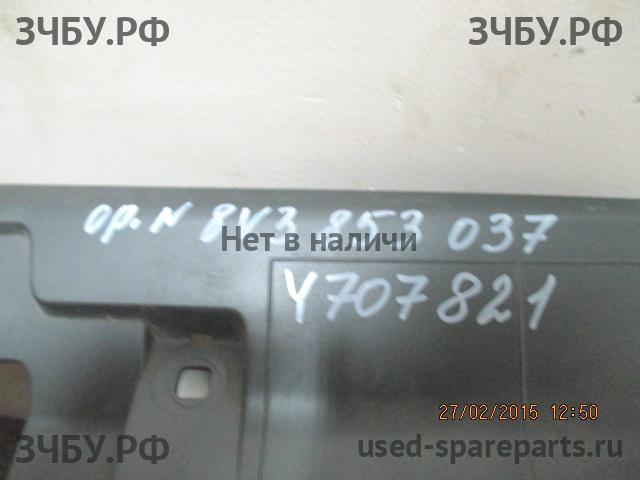 ЗЧБУ.РФ ЗЧБУ.РФ
ор. N 8V3 853 037
Нет в наличии
Y707821
27/02/2015 12:50
ЗЧБУ.РФ used-spareparts.ru